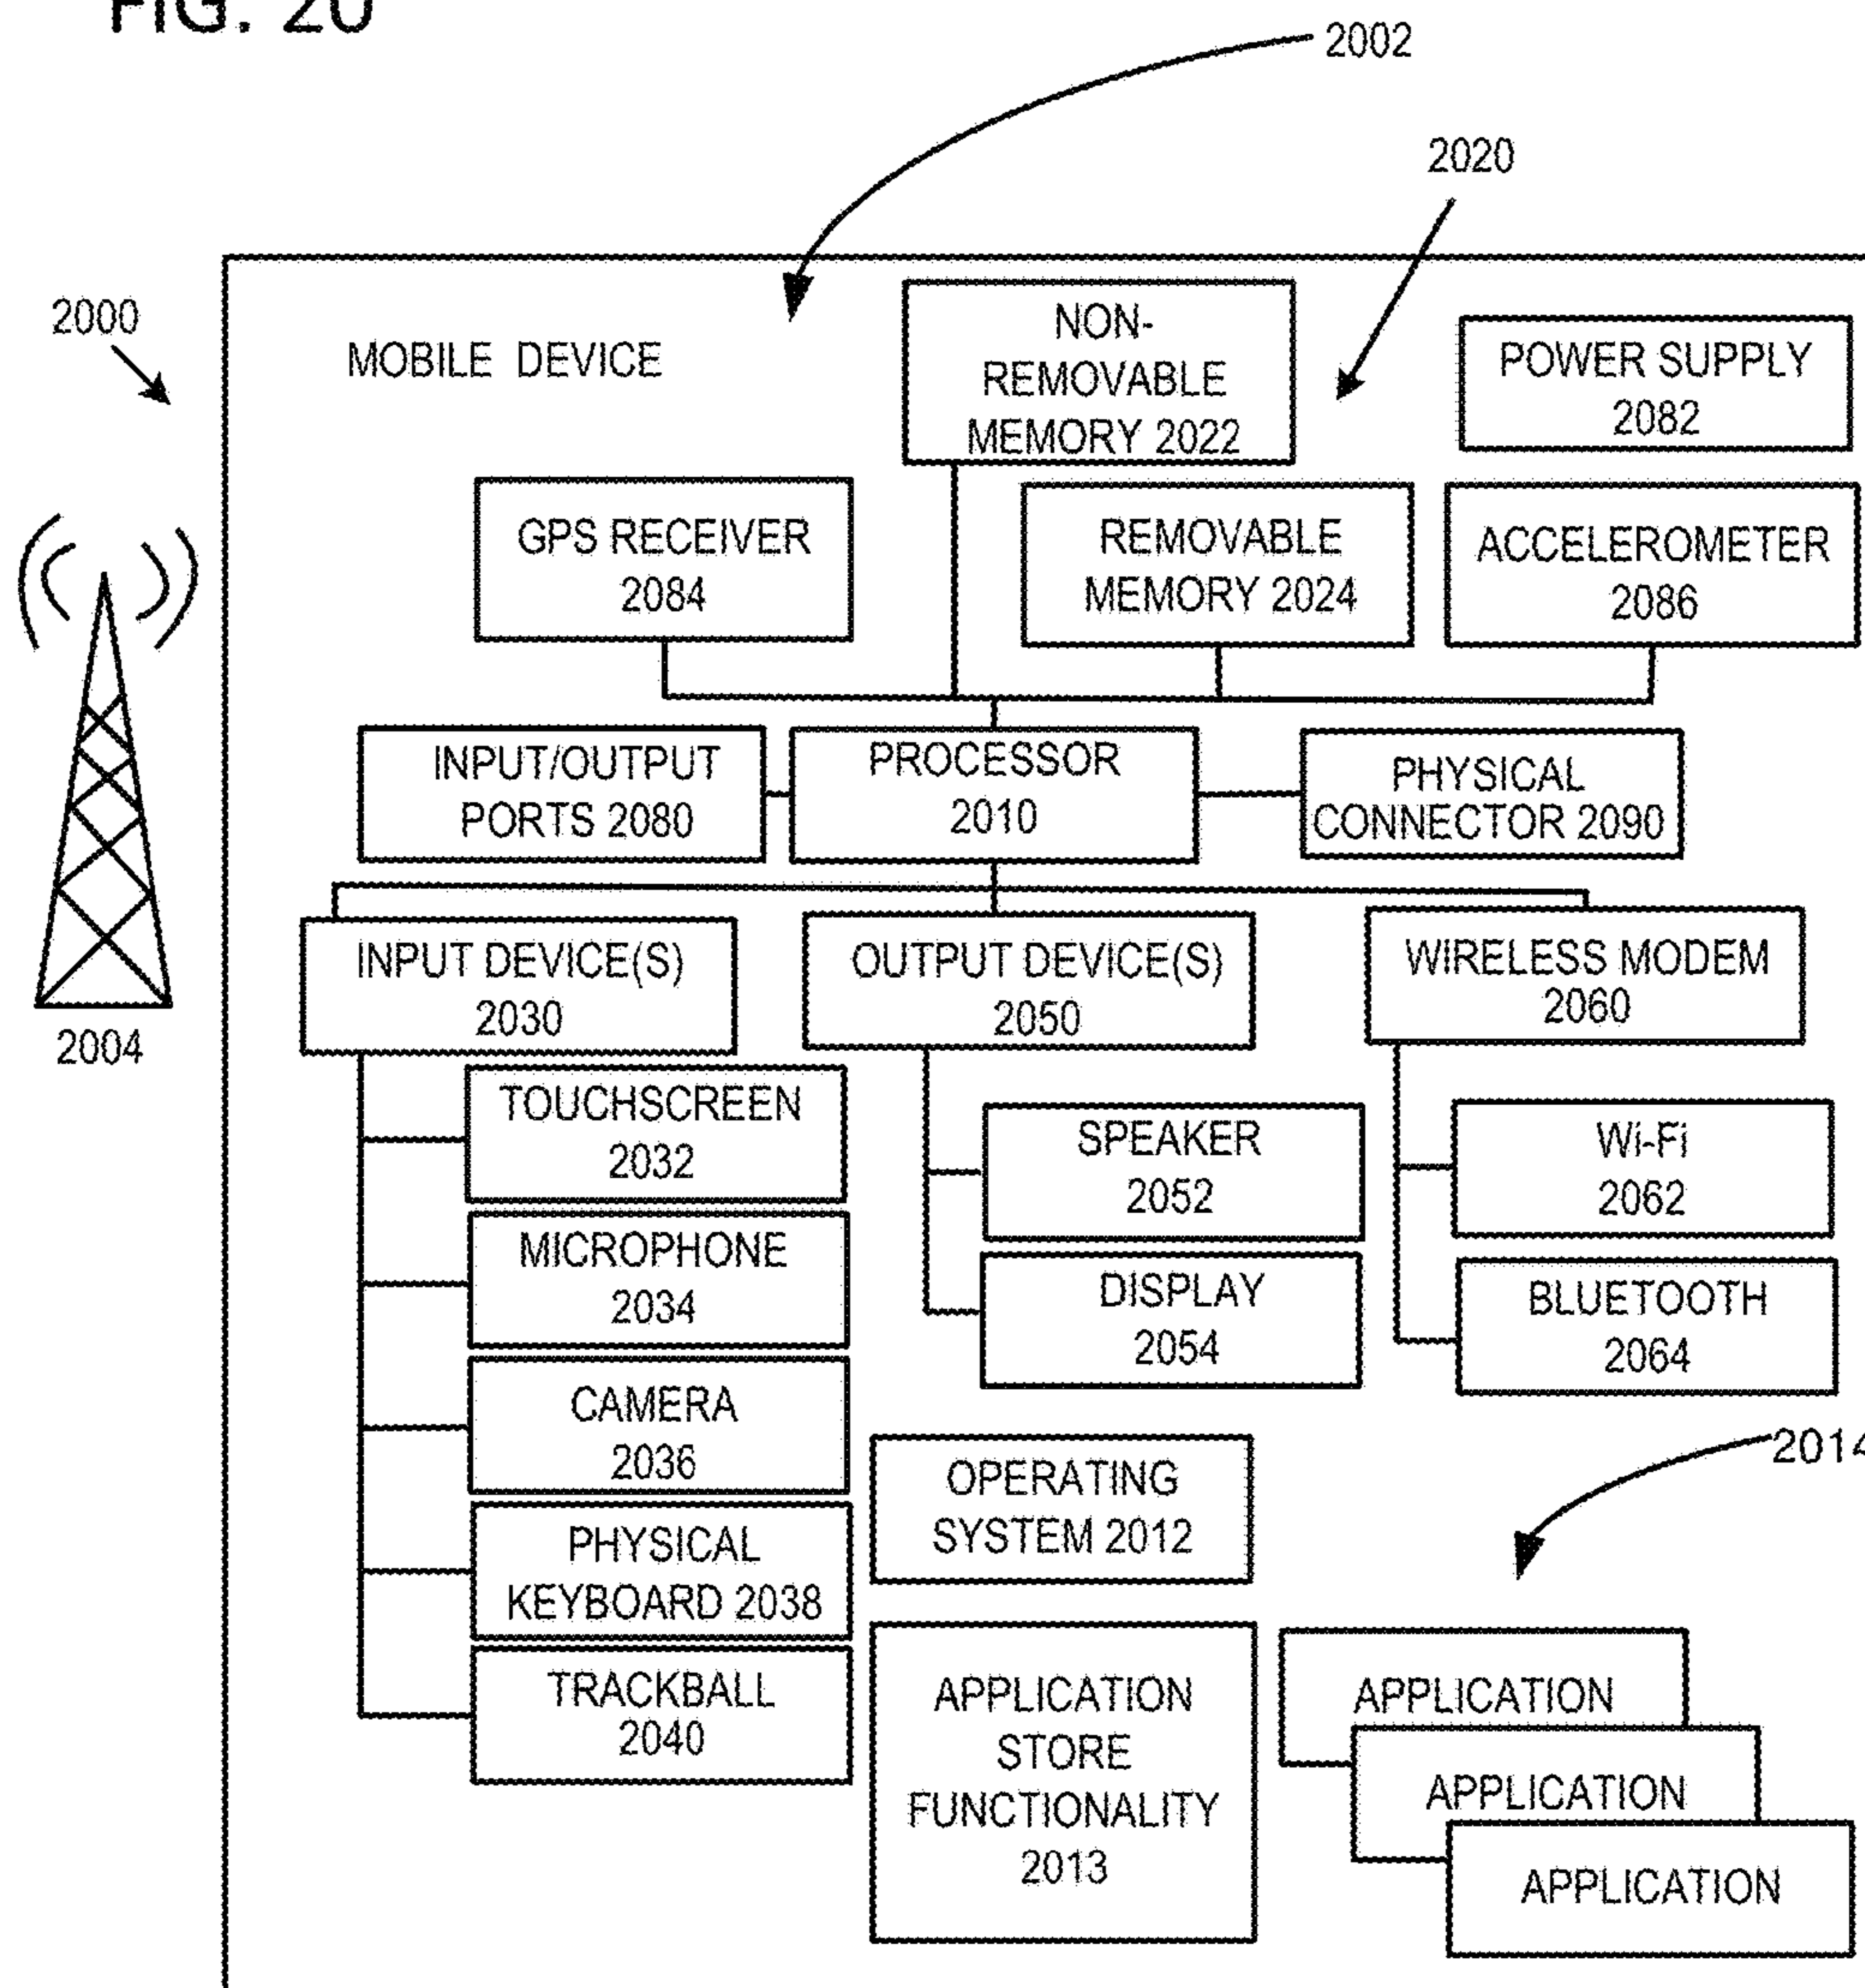 FIG. 20
2002
2020
2000
MOBILE DEVICE
NON-
REMOVABLE
MEMORY 2022
POWER SUPPLY
2082
GPS RECEIVER
2084
REMOVABLE
MEMORY 2024
ACCELEROMETER
2086
INPUT/OUTPUT
PORTS 2080
PROCESSOR
2010
PHYSICAL
CONNECTOR 2090
INPUT DEVICE(S)
2030
OUTPUT DEVICE(S)
2050
WIRELESS MODEM
2060
2004
TOUCHSCREEN
2032
MICROPHONE
2034
CAMERA
2036
PHYSICAL
KEYBOARD 2038
TRACKBALL
2040
SPEAKER
2052
DISPLAY
2054
Wi-Fi
2062
BLUETOOTH
2064
OPERATING
SYSTEM 2012
2014
APPLICATION
STORE
FUNCTIONALITY
2013
APPLICATION
APPLICATION
APPLICATION